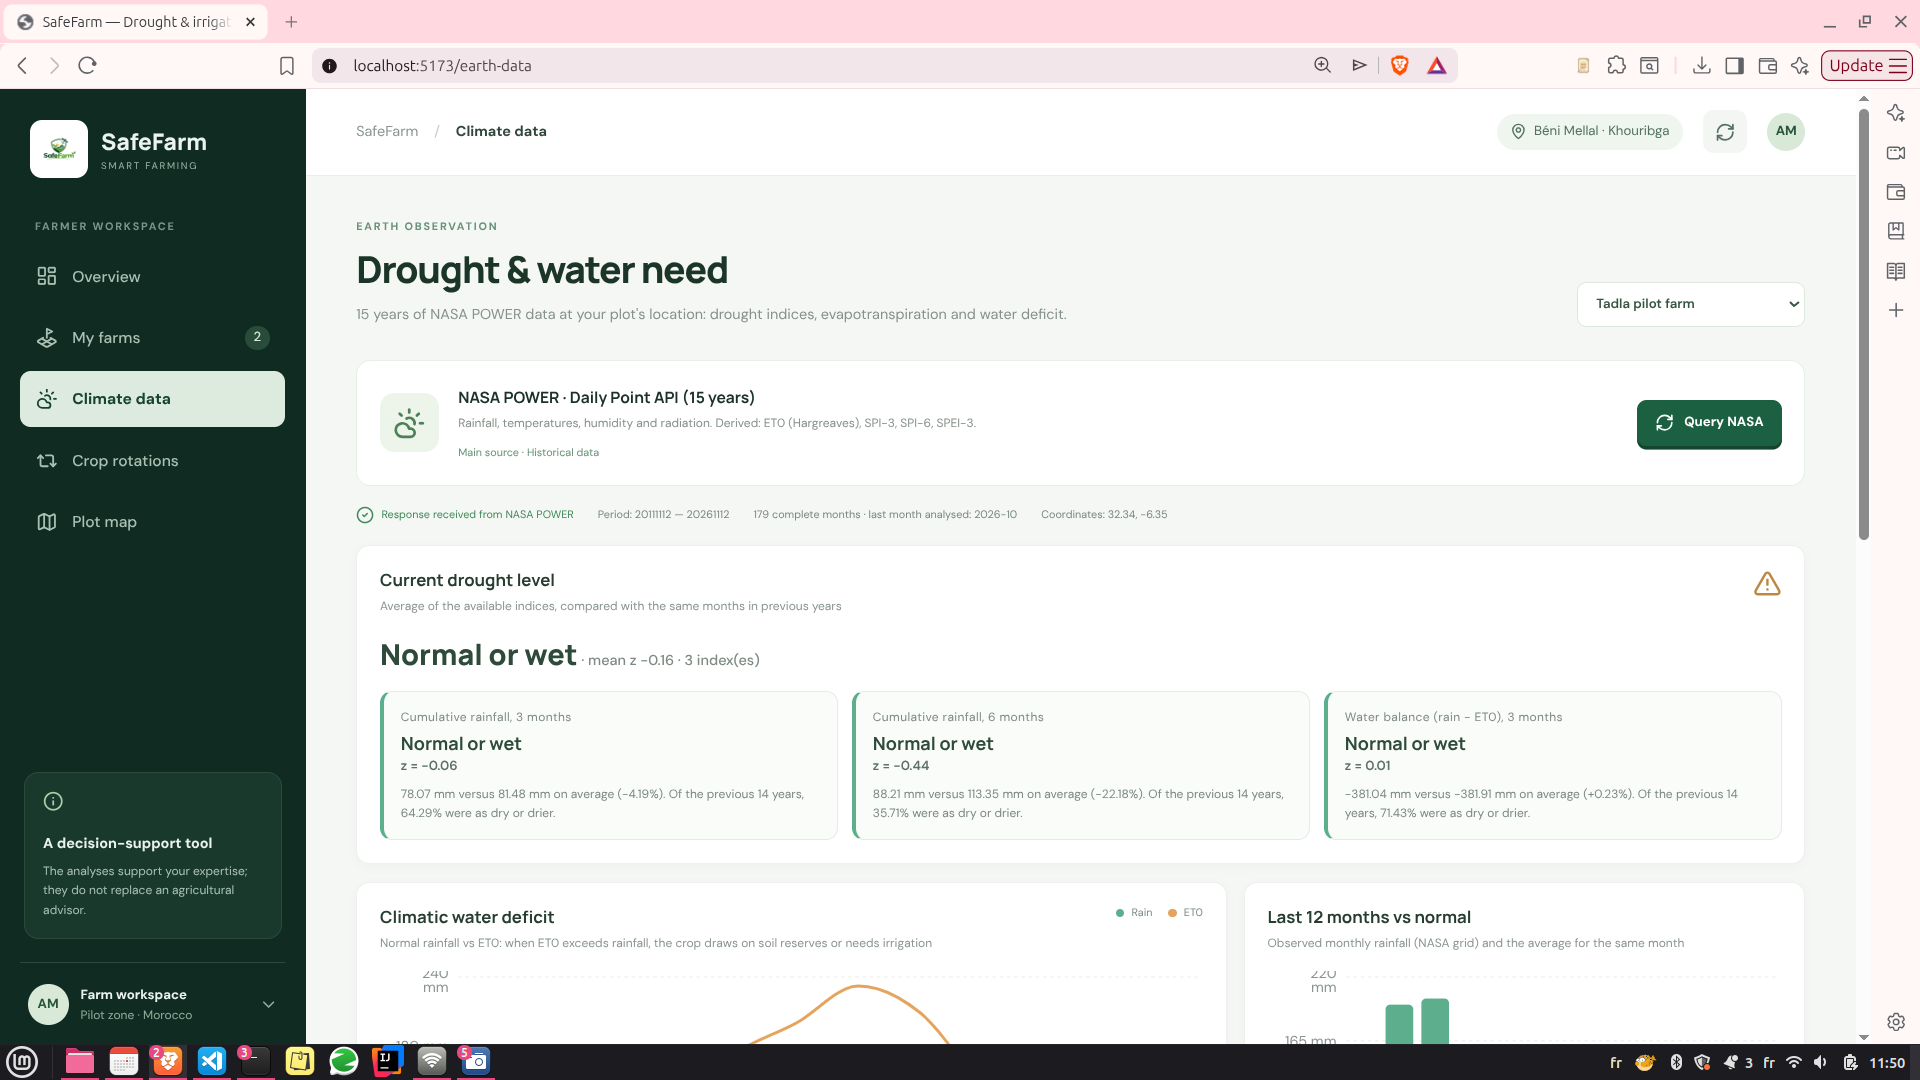 SafeFarm — Drought & irrigat
localhost:5173/earth-data
Update
SafeFarm
SMART FARMING
FARMER WORKSPACE
Overview
My farms
2
Climate data
Crop rotations
Plot map
A decision-support tool
The analyses support your expertise;
they do not replace an agricultural
advisor.
AM
Farm workspace
Pilot zone · Morocco
SafeFarm / Climate data
Béni Mellal · Khouribga
AM
EARTH OBSERVATION
Drought & water need
15 years of NASA POWER data at your plot's location: drought indices, evapotranspiration and water deficit.
Tadla pilot farm
NASA POWER · Daily Point API (15 years)
Rainfall, temperatures, humidity and radiation. Derived: ET0 (Hargreaves), SPI-3, SPI-6, SPEI-3.
Main source · Historical data
Query NASA
Response received from NASA POWER
Period: 20111112 — 20261112
179 complete months · last month analysed: 2026-10
Coordinates: 32.34, -6.35
Current drought level
Average of the available indices, compared with the same months in previous years
Normal or wet · mean z −0.16 · 3 index(es)
Cumulative rainfall, 3 months
Normal or wet
z = −0.06
78.07 mm versus 81.48 mm on average (−4.19%). Of the previous 14 years,
64.29% were as dry or drier.
Cumulative rainfall, 6 months
Normal or wet
z = −0.44
88.21 mm versus 113.35 mm on average (−22.18%). Of the previous 14 years,
35.71% were as dry or drier.
Water balance (rain − ET0), 3 months
Normal or wet
z = 0.01
-381.04 mm versus -381.91 mm on average (+0.23%). Of the previous 14
years, 71.43% were as dry or drier.
Climatic water deficit
Rain
ET0
Normal rainfall vs ET0: when ET0 exceeds rainfall, the crop draws on soil reserves or needs irrigation
240
mm
Last 12 months vs normal
Observed monthly rainfall (NASA grid) and the average for the same month
220
mm
165 mm
2
3
5
fr
3
fr
11:50